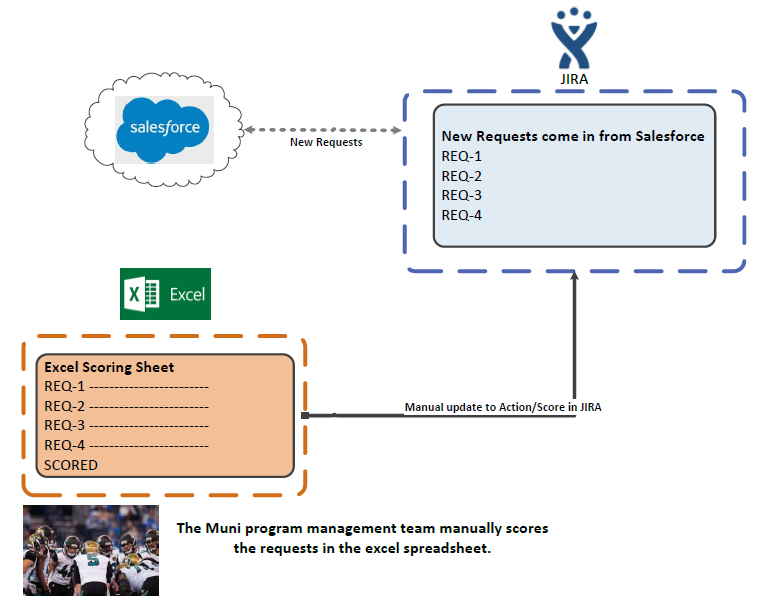 JIRA
salesforce
New Requests
New Requests come in from Salesforce
REQ-1
REQ-2
REQ-3
REQ-4
X
Excel
Excel Scoring Sheet
REQ-1 ------------------------
REQ-2 ------------------------
REQ-3 ------------------------
REQ-4 ------------------------
SCORED
Manual update to Action/Score in JIRA
The Muni program management team manually scores
the requests in the excel spreadsheet.
5